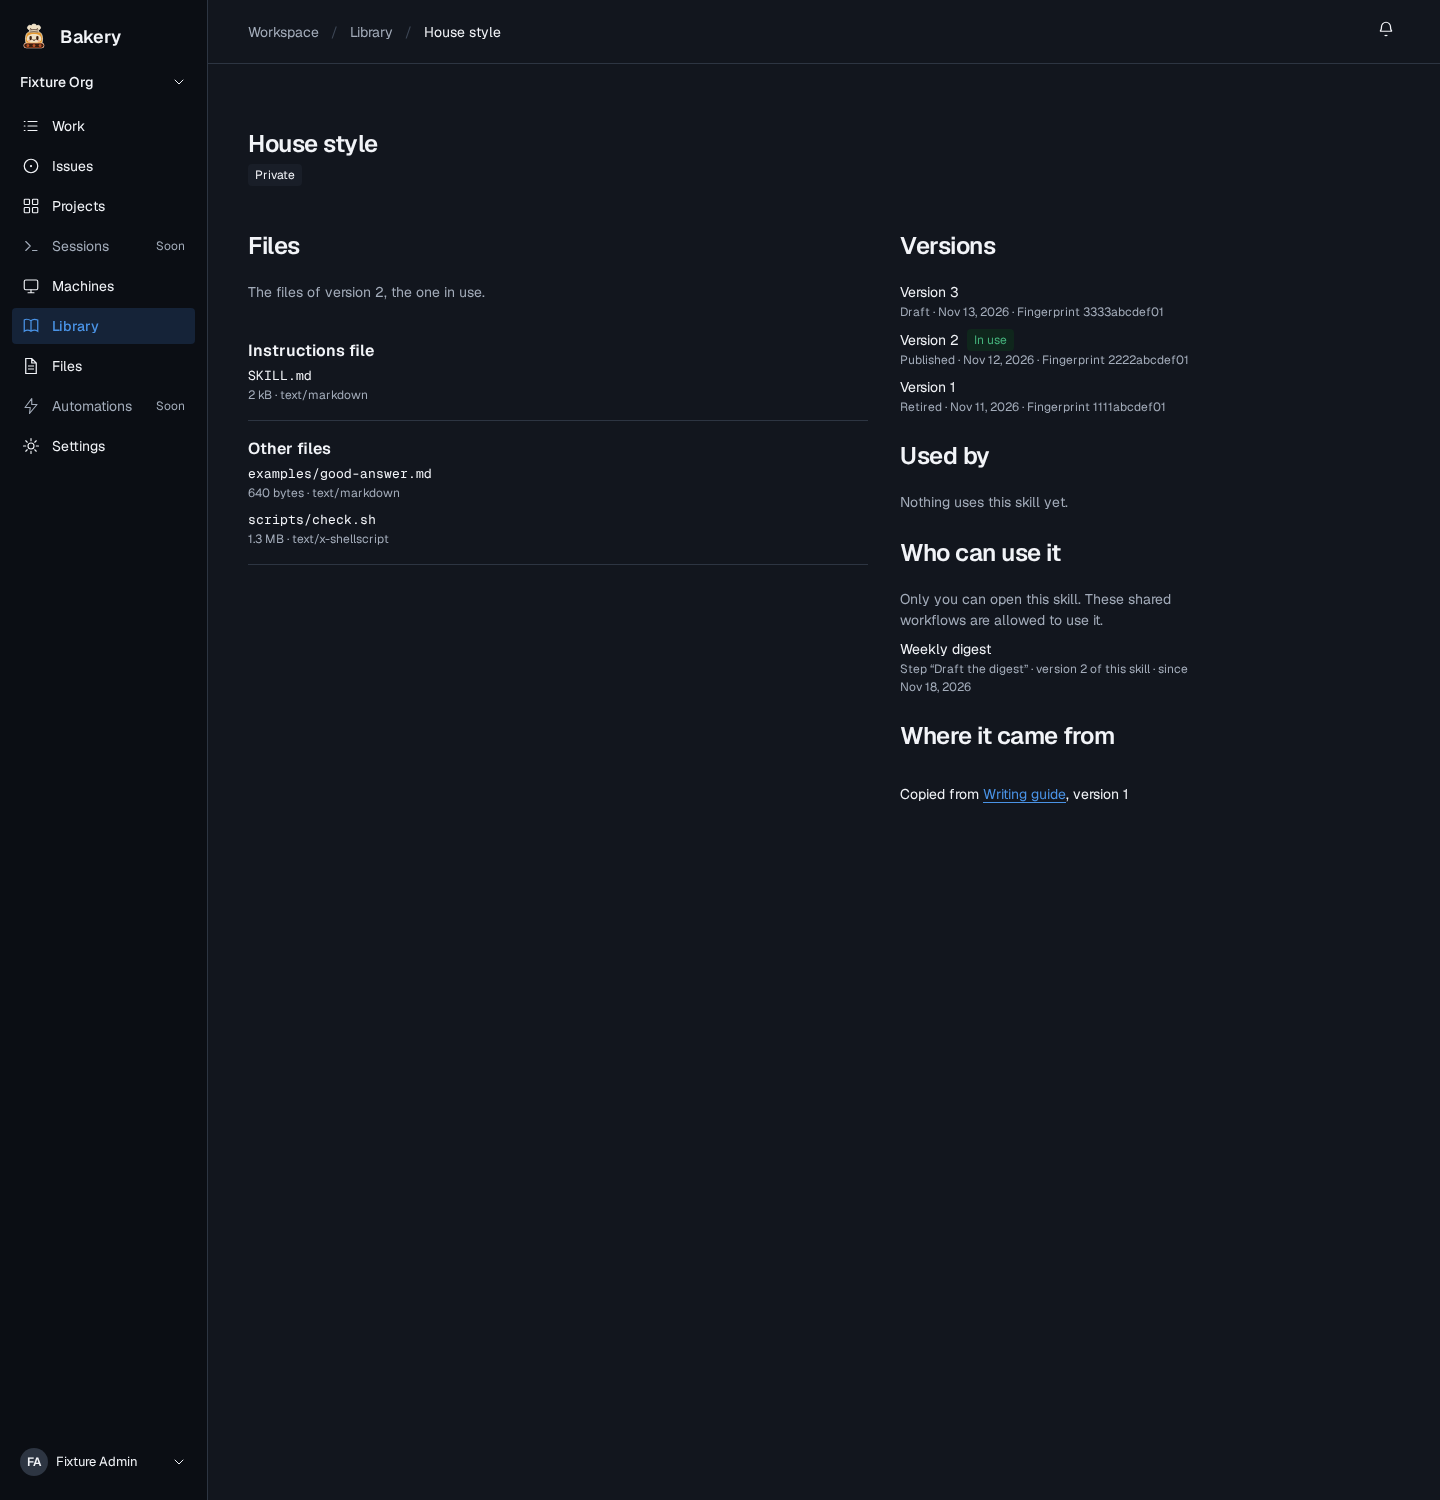 Bakery
Fixture Org
Work
Issues
Projects
Sessions Soon
Machines
Library
Files
Automations Soon
Settings
FA Fixture Admin
Workspace / Library / House style
House style
Private
Files
The files of version 2, the one in use.
Instructions file
SKILL.md
2 kB · text/markdown
Other files
examples/good-answer.md
640 bytes · text/markdown
scripts/check.sh
1.3 MB · text/x-shellscript
Versions
Version 3
Draft · Nov 13, 2026 · Fingerprint 3333abcdef01
Version 2 In use
Published · Nov 12, 2026 · Fingerprint 2222abcdef01
Version 1
Retired · Nov 11, 2026 · Fingerprint 1111abcdef01
Used by
Nothing uses this skill yet.
Who can use it
Only you can open this skill. These shared
workflows are allowed to use it.
Weekly digest
Step “Draft the digest” · version 2 of this skill · since
Nov 18, 2026
Where it came from
Copied from Writing guide, version 1